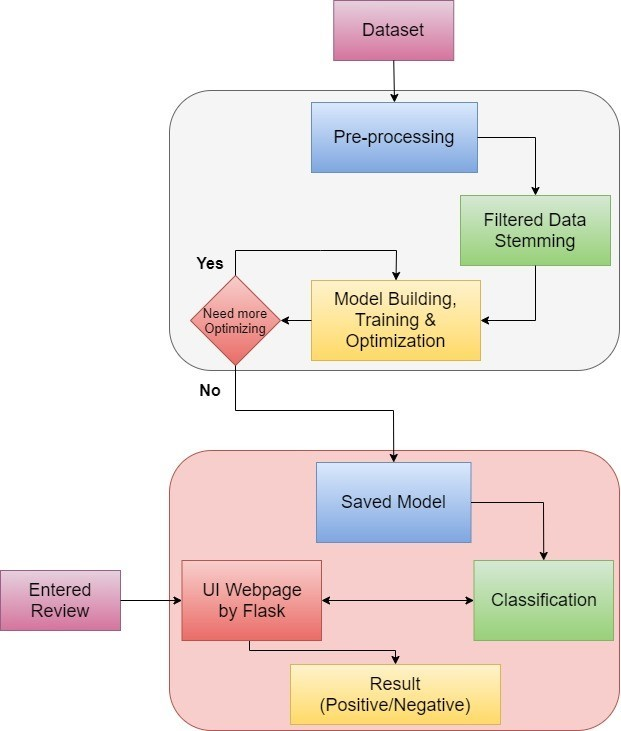 Dataset
Pre-processing
Filtered Data
Stemming
Yes
Need more
Optimizing
Model Building,
Training &
Optimization
No
Saved Model
Entered
Review
UI Webpage
by Flask
Classification
Result
(Positive/Negative)